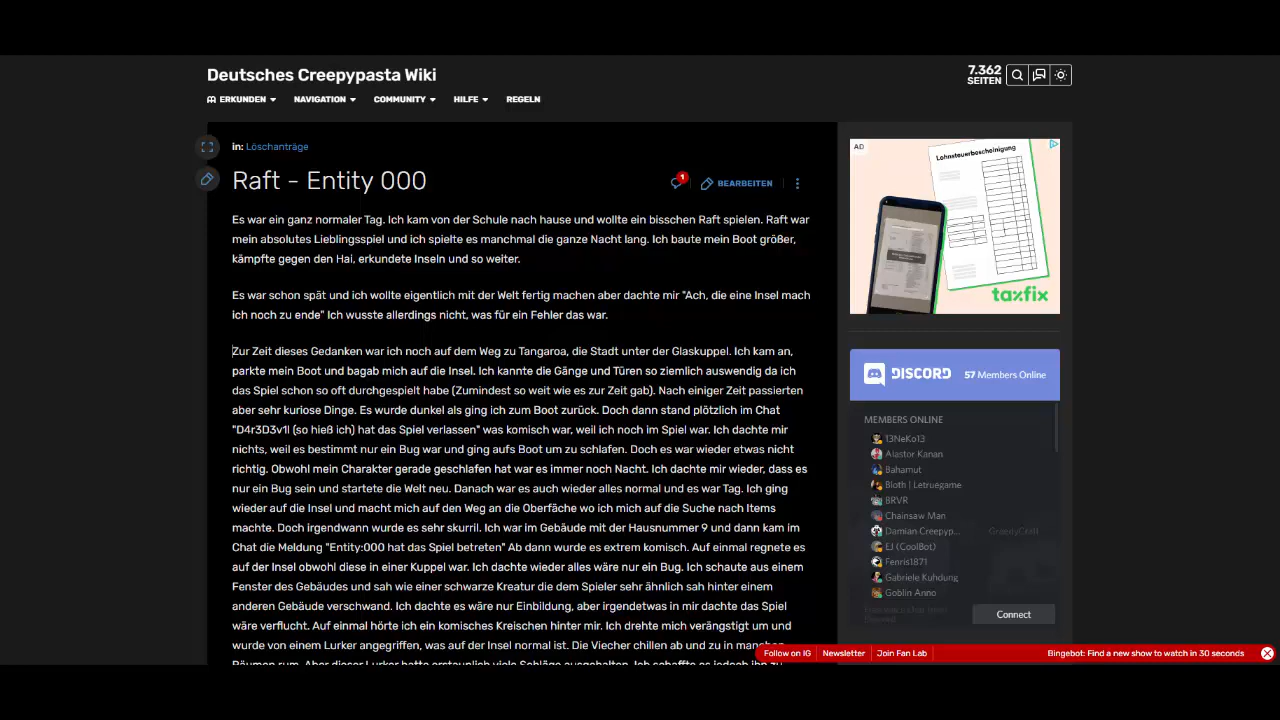 Deutsches Creepypasta Wiki
7.362
SEITEN
ERKUNDEN NAVIGATION COMMUNITY HILFE REGELN
in: Löschanträge
Raft - Entity 000
1
BEARBEITEN
Es war ein ganz normaler Tag. Ich kam von der Schule nach hause und wollte ein bisschen Raft spielen. Raft war
mein absolutes Lieblingsspiel und ich spielte es manchmal die ganze Nacht lang. Ich baute mein Boot größer,
kämpfte gegen den Hai, erkundete Inseln und so weiter.
Es war schon spät und ich wollte eigentlich mit der Welt fertig machen aber dachte mir "Ach, die eine Insel mach
ich noch zu ende" Ich wusste allerdings nicht, was für ein Fehler das war.
Zur Zeit dieses Gedanken war ich noch auf dem Weg zu Tangaroa, die Stadt unter der Glaskuppel. Ich kam an,
parkte mein Boot und bagab mich auf die Insel. Ich kannte die Gänge und Türen so ziemlich auswendig da ich
das Spiel schon so oft durchgespielt habe (Zumindest so weit wie es zur Zeit gab). Nach einiger Zeit passierten
aber sehr kuriose Dinge. Es wurde dunkel als ging ich zum Boot zurück. Doch dann stand plötzlich im Chat
"D4r3D3v1l (so hieß ich) hat das Spiel verlassen" was komisch war, weil ich noch im Spiel war. Ich dachte mir
nichts, weil es bestimmt nur ein Bug war und ging aufs Boot um zu schlafen. Doch es war wieder etwas nicht
richtig. Obwohl mein Charakter gerade geschlafen hat war es immer noch Nacht. Ich dachte mir wieder, dass es
nur ein Bug sein und startete die Welt neu. Danach war es auch wieder alles normal und es war Tag. Ich ging
wieder auf die Insel und macht mich auf den Weg an die Oberfäche wo ich mich auf die Suche nach Items
machte. Doch irgendwann wurde es sehr skurril. Ich war im Gebäude mit der Hausnummer 9 und dann kam im
Chat die Meldung "Entity:000 hat das Spiel betreten" Ab dann wurde es extrem komisch. Auf einmal regnete es
auf der Insel obwohl diese in einer Kuppel war. Ich dachte wieder alles wäre nur ein Bug. Ich schaute aus einem
Fenster des Gebäudes und sah wie einer schwarze Kreatur die dem Spieler sehr ähnlich sah hinter einem
anderen Gebäude verschwand. Ich dachte es wäre nur Einbildung, aber irgendetwas in mir dachte das Spiel
wäre verflucht. Auf einmal hörte ich ein komisches Kreischen hinter mir. Ich drehte mich verängstigt um und
wurde von einem Lurker angegriffen, was auf der Insel normal ist. Die Viecher chillen ab und zu in manchen
Räumen rum. Aber dieser Lurker hatte erstaunlich viele Schläge ausgehalten. Ich schaffte es jedoch ihn zu
AD
Lohnsteuerbescheinigung
taxfix
DISCORD 57 Members Online
MEMBERS ONLINE
13NeKo13
Alastor Kanan
Bahamut
Bloth | Letruegame
BRVR
Chainsaw Man
Damian Creepyp...
EJ (CoolBot)
Fenris1871
Gabriele Kuhdung
Goblin Anno
Connect
Follow on IG Newsletter Join Fan Lab
Bingebot: Find a new show to watch in 30 seconds